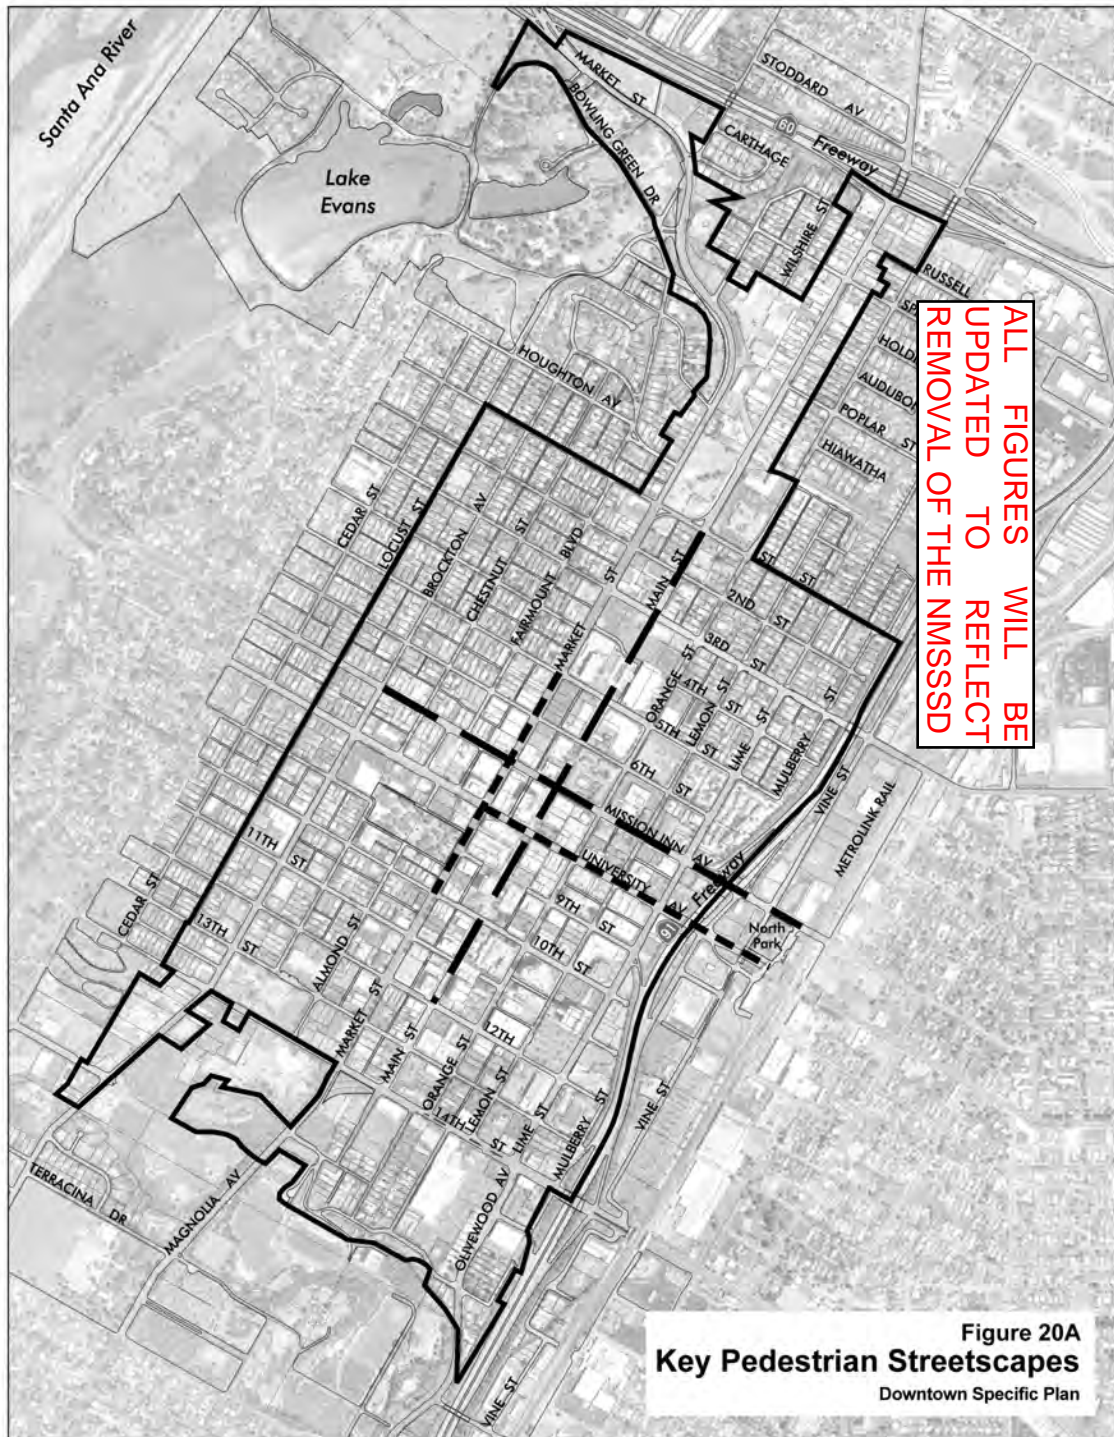 Santa Ana River
MARKET ST
STODDARD AV
BOWLING GREEN DR
60
Freeway
CARTHAGE
Lake
Evans
WILSHIRE ST
RUSSELL
HOUGHTON AV
AUDUBON
POPLAR ST
HIAWATHA
ALL FIGURES WILL BE
UPDATED TO REFLECT
REMOVAL OF THE NMSSSD
CEDAR ST
LOCUST ST
BROCKTON AV
CHESTNUT ST
FAIRMOUNT BLVD
MARKET ST
MAIN ST
ST ST
2ND ST
3RD ST
4TH ST
5TH ST
6TH ST
ORANGE ST
LEMON ST
LIME ST
MULBERRY ST
VINE ST
METROLINK RAIL
MISSION INN AV
UNIVERSITY AV
Freeway
91
North
Park
9TH ST
10TH ST
11TH ST
12TH
13TH ST
CEDAR ST
ALMOND ST
MARKET ST
MAIN ST
ORANGE ST
LEMON ST
14TH ST
LIME ST
MULBERRY ST
VINE ST
OLIVEWOOD AV
TERRACINA DR
MAGNOLIA AV
VINE ST
Figure 20A
Key Pedestrian Streetscapes
Downtown Specific Plan